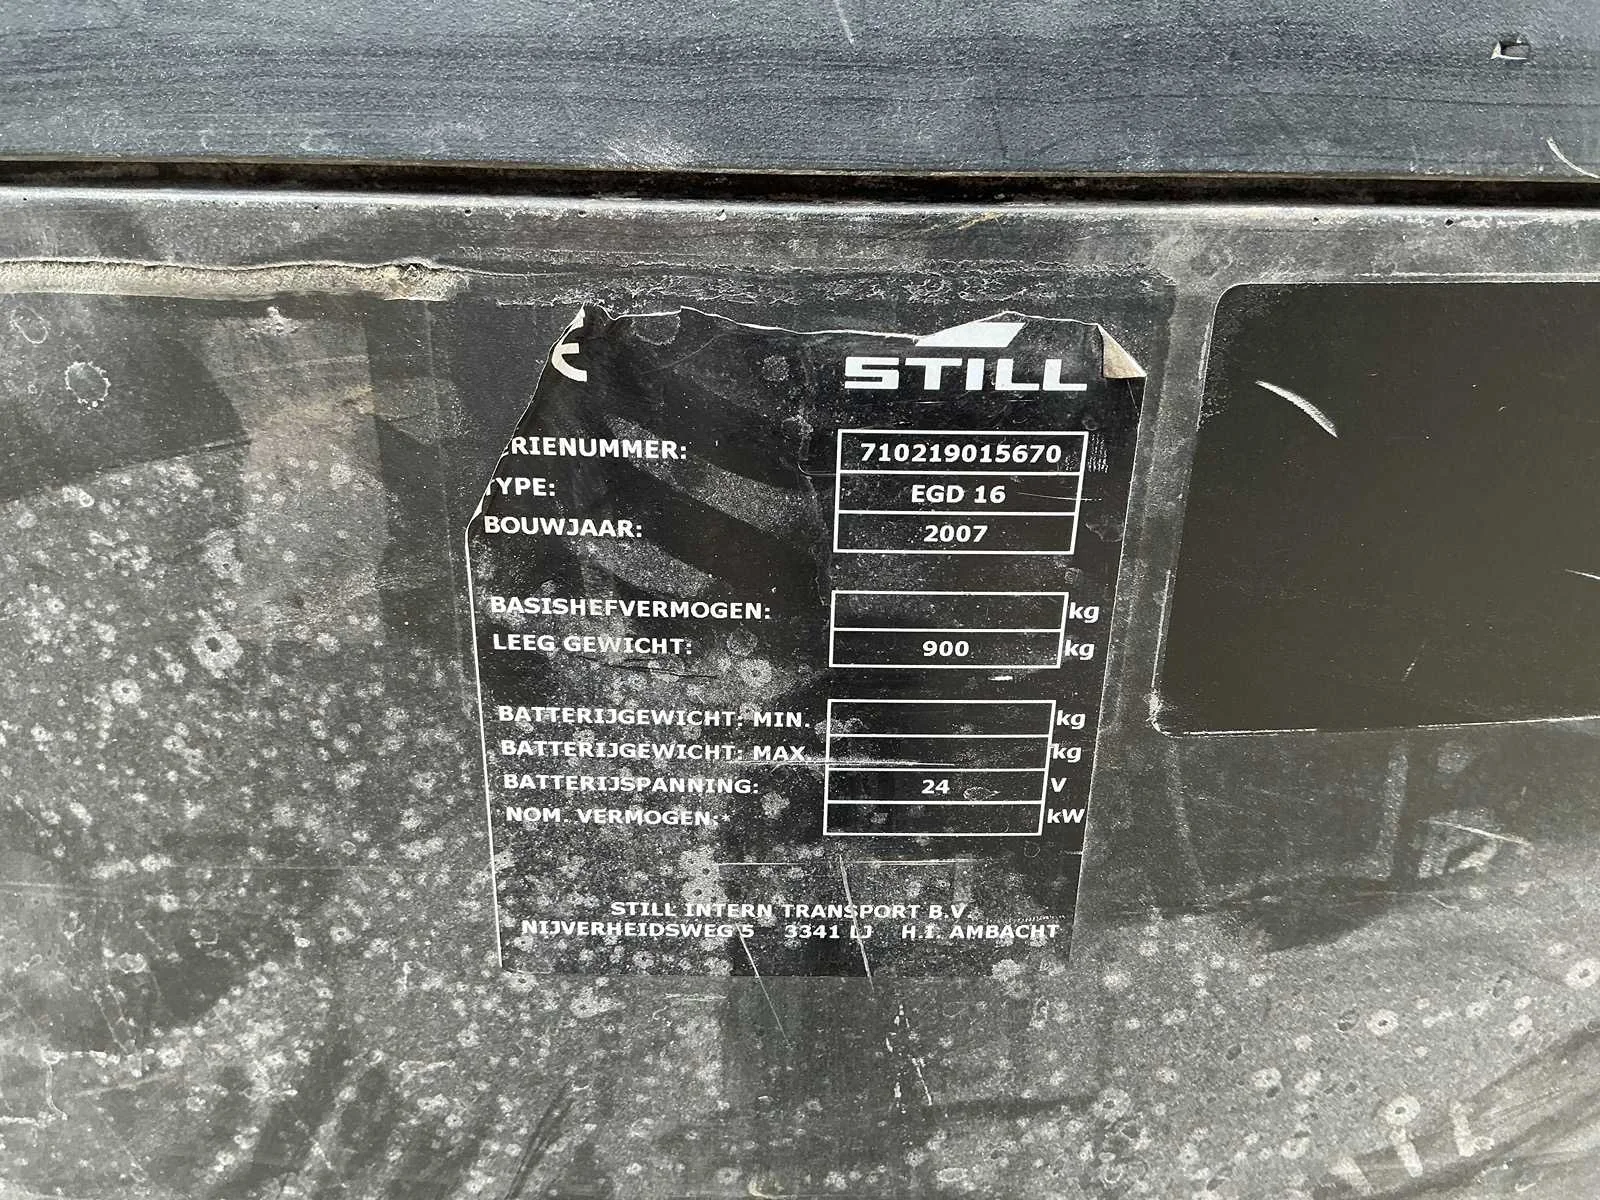 CE
STILL
ERIENUMMER: 710219015670
TYPE: EGD 16
BOUWJAAR: 2007
BASISHEFVERMOGEN: kg
LEEG GEWICHT: 900 kg
BATTERIJGEWICHT: MIN. kg
BATTERIJGEWICHT: MAX. kg
BATTERIJSPANNING: 24 V
NOM. VERMOGEN:* kW
STILL INTERN TRANSPORT B.V.
NIJVERHEIDSWEG 5 3341 LJ H.I. AMBACHT